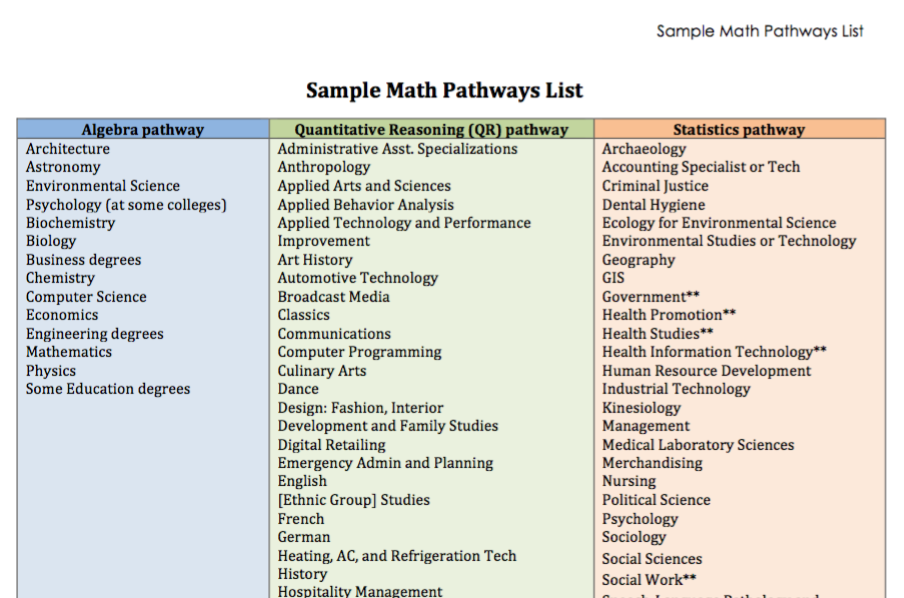 Sample Math Pathways List
Sample Math Pathways List
Algebra pathway
Architecture
Astronomy
Environmental Science
Psychology (at some colleges)
Biochemistry
Biology
Business degrees
Chemistry
Computer Science
Economics
Engineering degrees
Mathematics
Physics
Some Education degrees
Quantitative Reasoning (QR) pathway
Administrative Asst. Specializations
Anthropology
Applied Arts and Sciences
Applied Behavior Analysis
Applied Technology and Performance
Improvement
Art History
Automotive Technology
Broadcast Media
Classics
Communications
Computer Programming
Culinary Arts
Dance
Design: Fashion, Interior
Development and Family Studies
Digital Retailing
Emergency Admin and Planning
English
[Ethnic Group] Studies
French
German
Heating, AC, and Refrigeration Tech
History
Hospitality Management
Statistics pathway
Archaeology
Accounting Specialist or Tech
Criminal Justice
Dental Hygiene
Ecology for Environmental Science
Environmental Studies or Technology
Geography
GIS
Government**
Health Promotion**
Health Studies**
Health Information Technology**
Human Resource Development
Industrial Technology
Kinesiology
Management
Medical Laboratory Sciences
Merchandising
Nursing
Political Science
Psychology
Sociology
Social Sciences
Social Work**